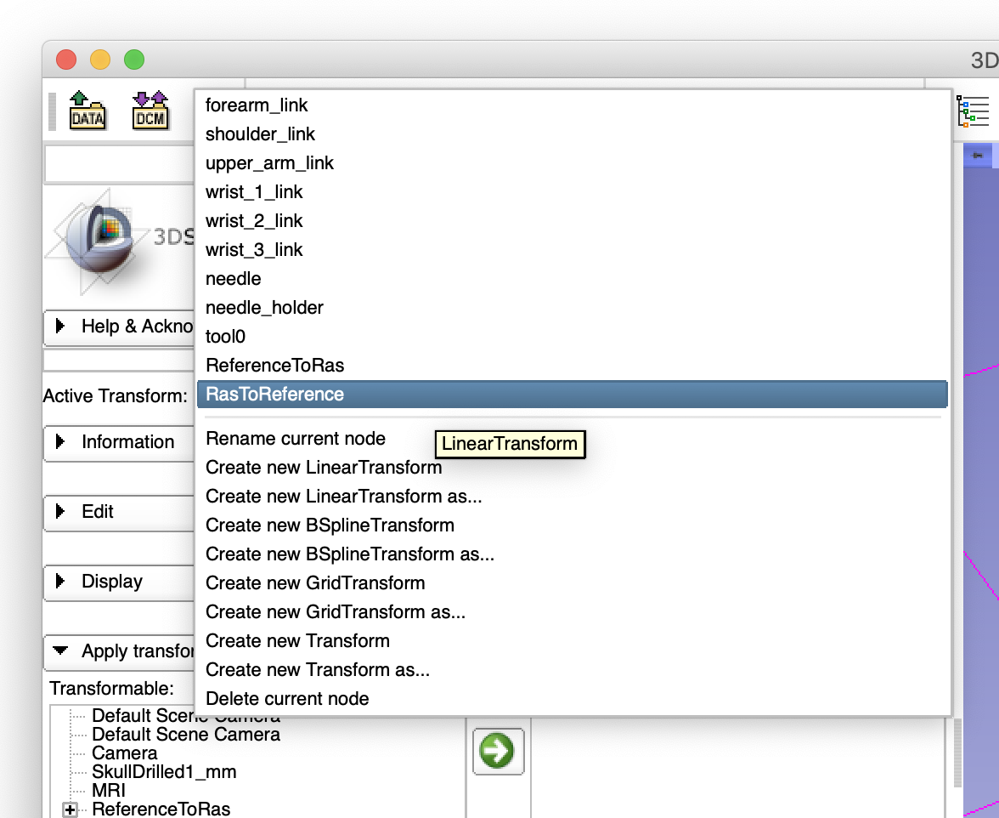 3D
DATA
DCM
forearm_link
shoulder_link
upper_arm_link
wrist_1_link
wrist_2_link
wrist_3_link
needle
needle_holder
tool0
ReferenceToRas
RasToReference
Rename current node
LinearTransform
Create new LinearTransform
Create new LinearTransform as...
Create new BSplineTransform
Create new BSplineTransform as...
Create new GridTransform
Create new GridTransform as...
Create new Transform
Create new Transform as...
Delete current node
3DS
Help & Ackno
Active Transform:
Information
Edit
Display
Apply transfor
Transformable:
Default Scene Camera
Default Scene Camera
Camera
SkullDrilled1_mm
MRI
ReferenceToRas